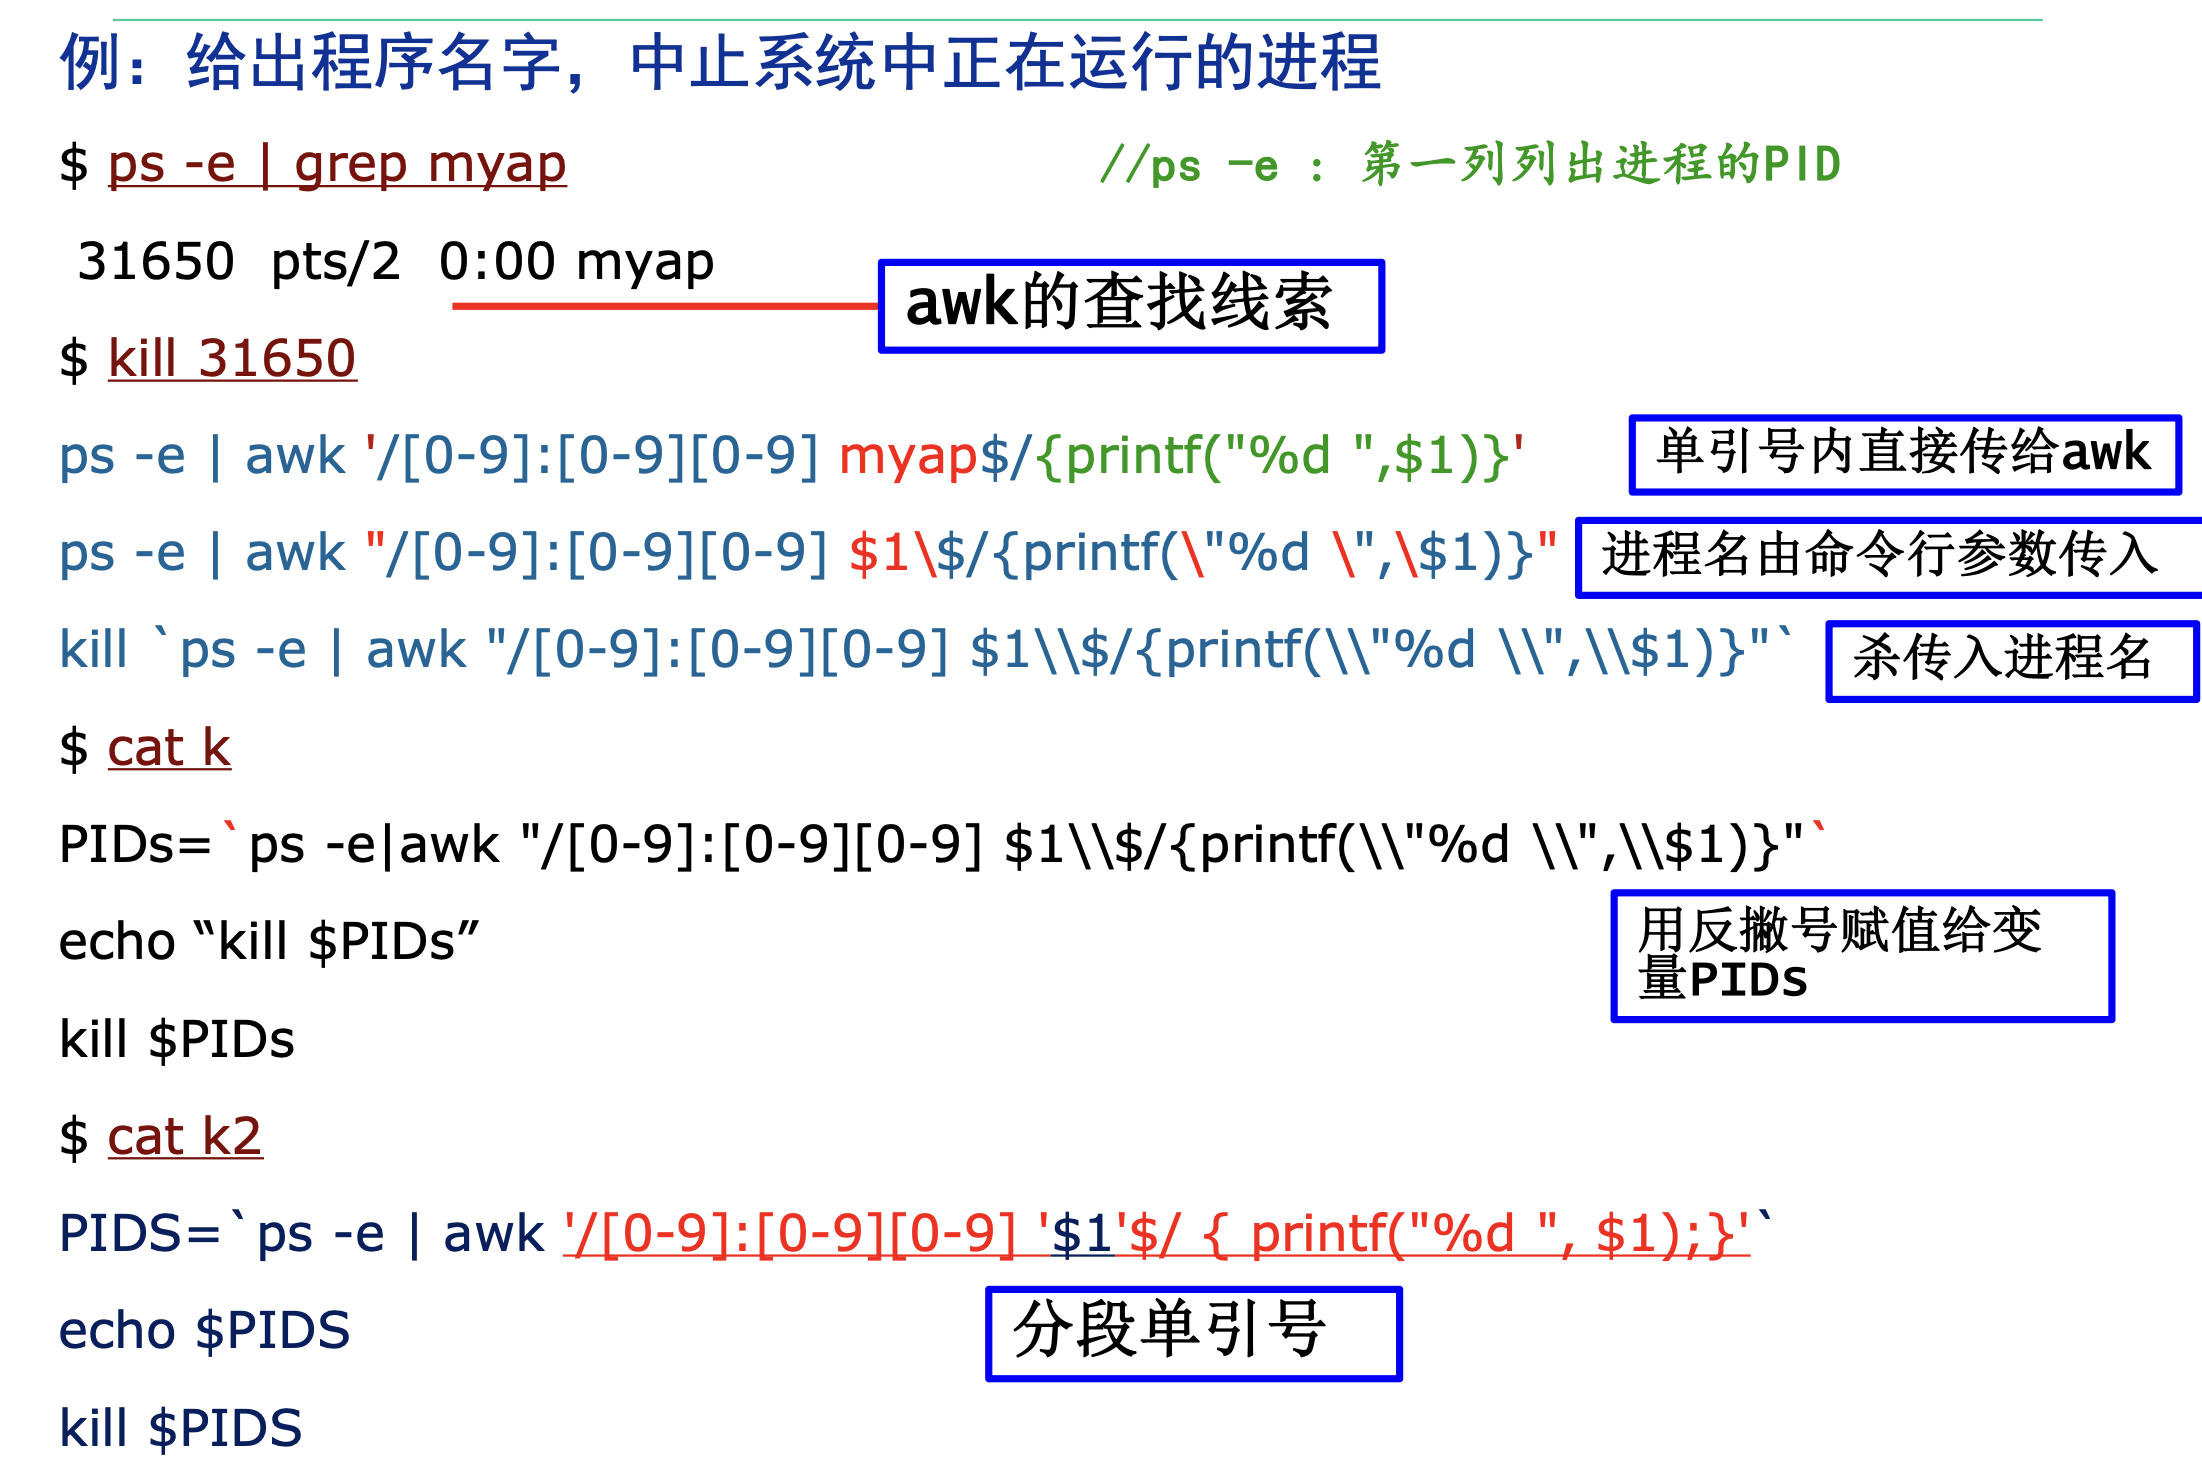 例：给出程序名字，中止系统中正在运行的进程
$ ps -e | grep myap //ps -e : 第一列列出进程的PID
31650 pts/2 0:00 myap
awk的查找线索
$ kill 31650
ps -e | awk '/[0-9]:[0-9][0-9] myap$/{printf("%d ",$1)}' 单引号内直接传给awk
ps -e | awk "/[0-9]:[0-9][0-9] $1\$/{printf(\"%d \",\$1)}" 进程名由命令行参数传入
kill `ps -e | awk "/[0-9]:[0-9][0-9] $1\\$/{printf(\\"%d \\",\\$1)}"` 杀传入进程名
$ cat k
PIDs=`ps -e|awk "/[0-9]:[0-9][0-9] $1\\$/{printf(\\"%d \\",\\$1)}"`
echo “kill $PIDs”
用反撇号赋值给变
量PIDs
kill $PIDs
$ cat k2
PIDS=`ps -e | awk '/[0-9]:[0-9][0-9] '$1'$/ { printf("%d ", $1);}'`
echo $PIDS
分段单引号
kill $PIDS